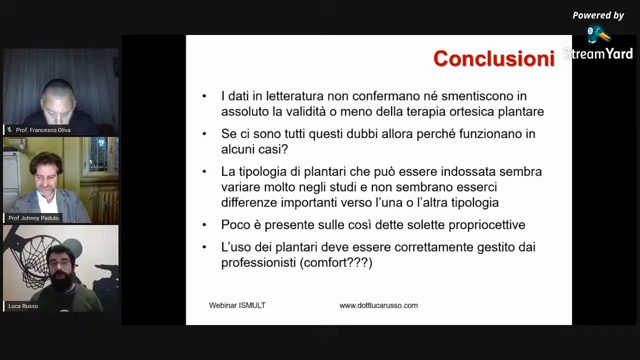 Powered by
StreamYard
Conclusioni
• I dati in letteratura non confermano né smentiscono in
assoluto la validità o meno della terapia ortesica plantare
• Se ci sono tutti questi dubbi allora perché funzionano in
alcuni casi?
• La tipologia di plantari che può essere indossata sembra
variare molto negli studi e non sembrano esserci
differenze importanti verso l'una o l'altra tipologia
• Poco è presente sulle così dette solette propriocettive
• L'uso dei plantari deve essere correttamente gestito dai
professionisti (comfort???)
Webinar ISMULT
www.dottlucarusso.com
Prof. Francesco Oliva
Prof Johnny Padulo
Luca Russo